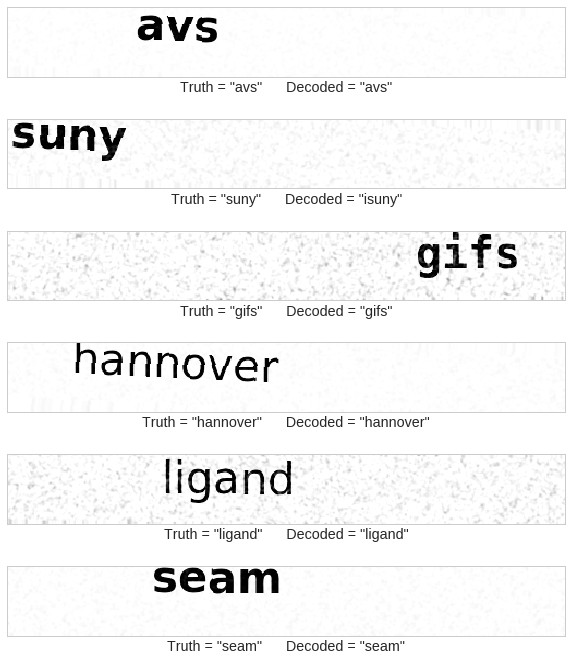 avs
Truth = "avs" Decoded = "avs"
suny
Truth = "suny" Decoded = "isuny"
gifs
Truth = "gifs" Decoded = "gifs"
hannover
Truth = "hannover" Decoded = "hannover"
ligand
Truth = "ligand" Decoded = "ligand"
seam
Truth = "seam" Decoded = "seam"